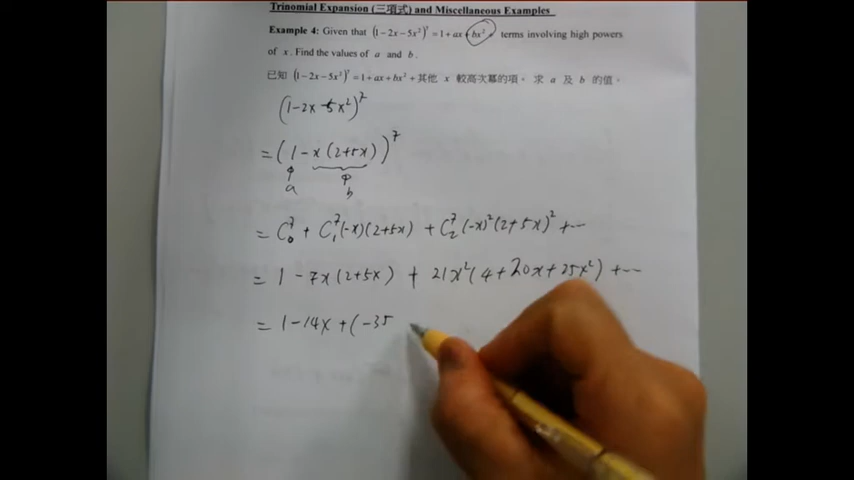 Trinomial Expansion (三項式) and Miscellaneous Examples
Example 4: Given that (1−2x−5x²)⁷ = 1 + ax + bx² + terms involving high powers
of x. Find the values of a and b.
已知 (1−2x−5x²)⁷ = 1 + ax + bx² + 其他 x 較高次冪的項。求 a 及 b 的值。
(1−2x−5x²)⁷
= (1 − x(2+5x))⁷
a b
= C₀⁷ + C₁⁷(−x)(2+5x) + C₂⁷(−x)²(2+5x)² + ⋯
= 1 − 7x(2+5x) + 21x²(4+20x+25x²) + ⋯
= 1−14x + (−35